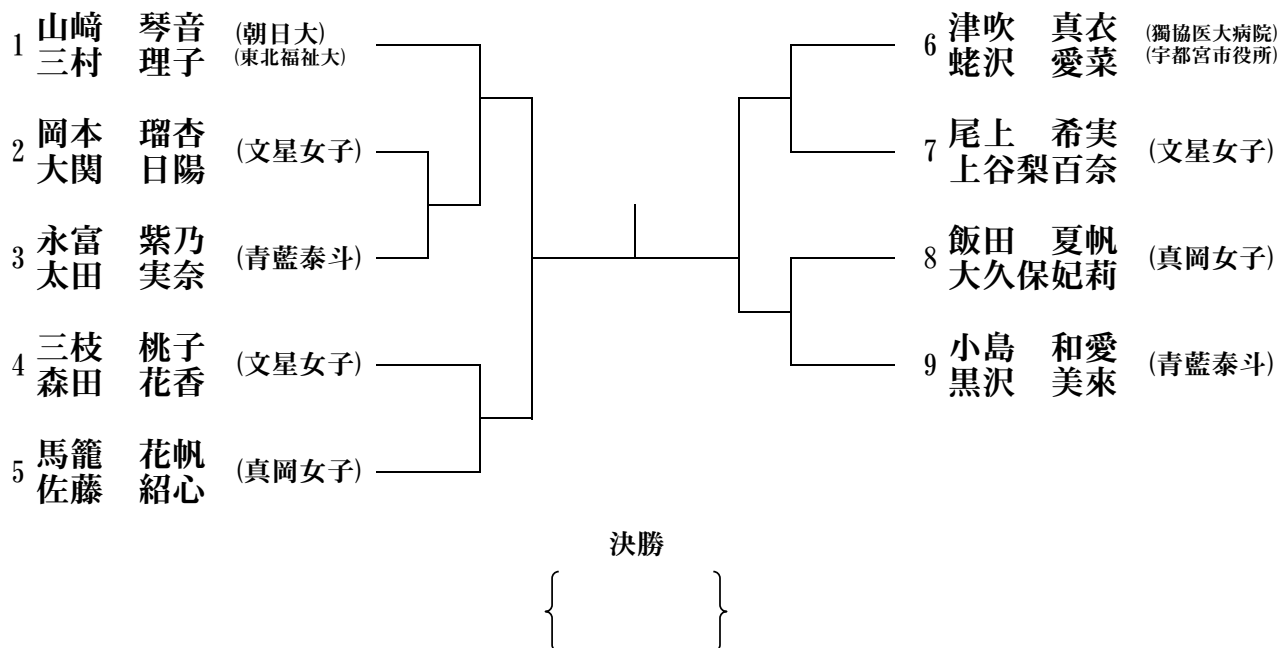 1 山﨑 琴音 (朝日大)
三村 理子 (東北福祉大)
2 岡本 瑠杏 (文星女子)
大関 日陽
3 永富 紫乃 (青藍泰斗)
太田 実奈
4 三枝 桃子 (文星女子)
森田 花香
5 馬籠 花帆 (真岡女子)
佐藤 紹心
6 津吹 真衣 (獨協医大病院)
蛯沢 愛菜 (宇都宮市役所)
7 尾上 希実 (文星女子)
上谷梨百奈
8 飯田 夏帆 (真岡女子)
大久保妃莉
9 小島 和愛 (青藍泰斗)
黒沢 美來
決勝